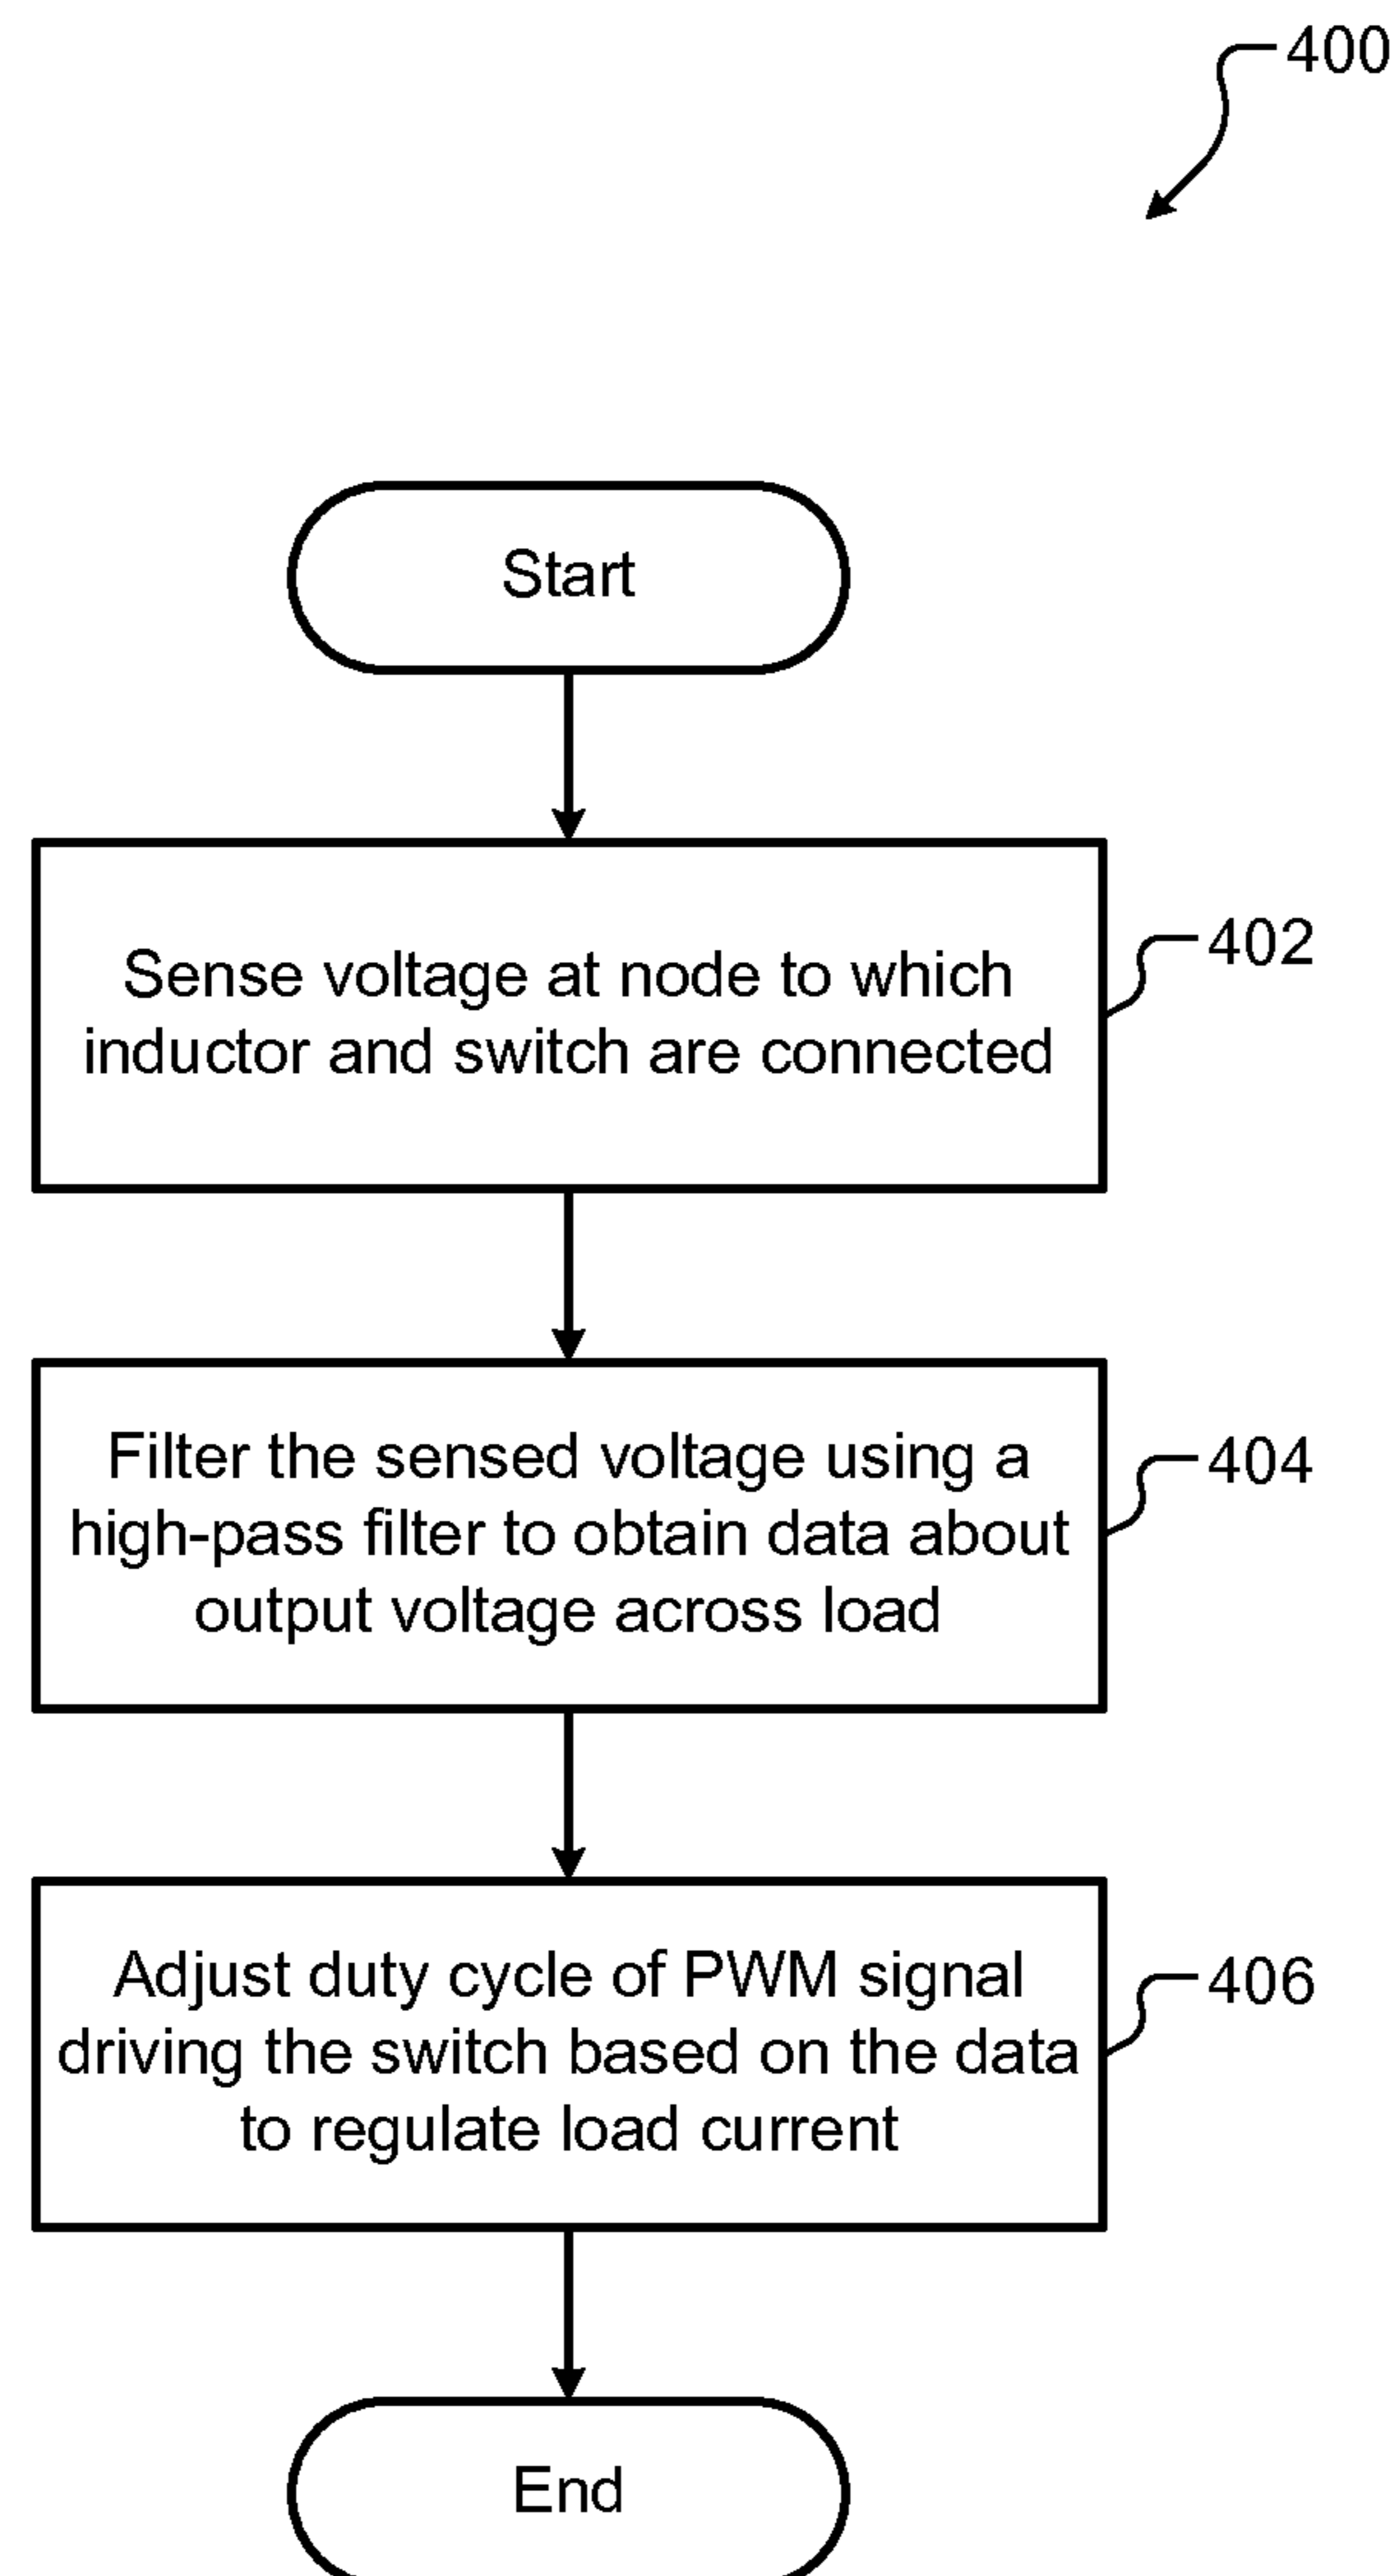 400
Start
Sense voltage at node to which
inductor and switch are connected
402
Filter the sensed voltage using a
high-pass filter to obtain data about
output voltage across load
404
Adjust duty cycle of PWM signal
driving the switch based on the data
to regulate load current
406
End